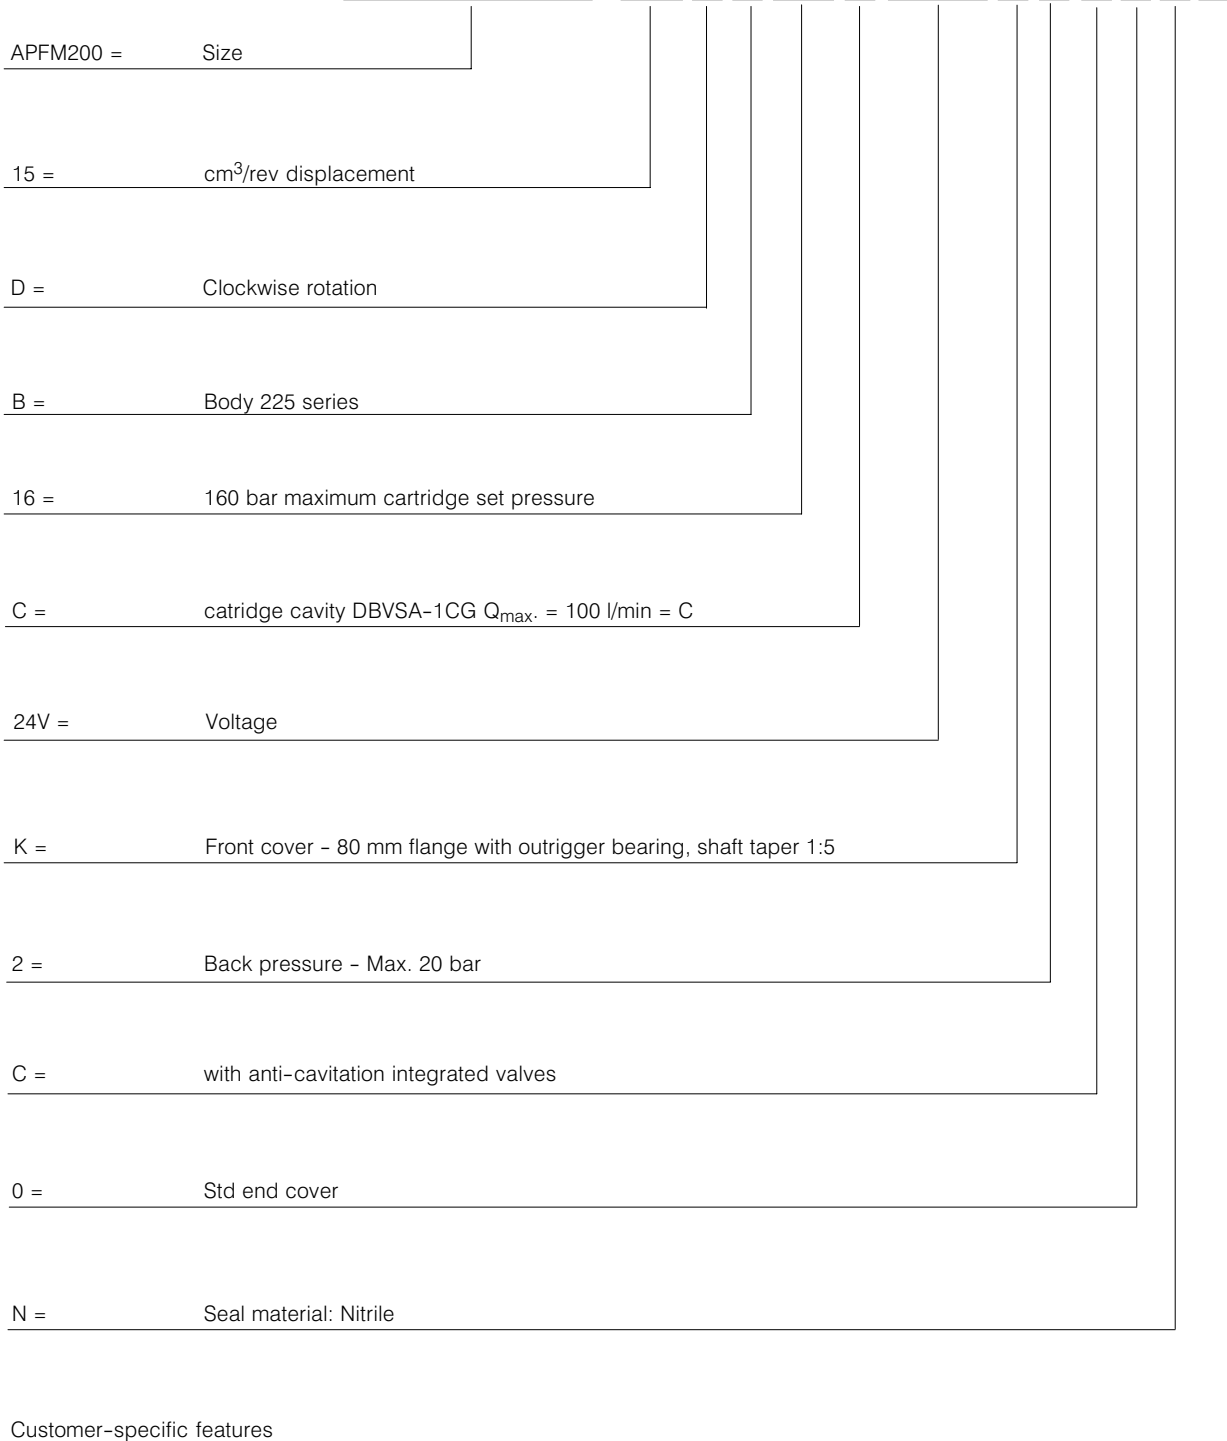 APFM200 = Size
15 = cm³/rev displacement
D = Clockwise rotation
B = Body 225 series
16 = 160 bar maximum cartridge set pressure
C = catridge cavity DBVSA-1CG Qmax. = 100 l/min = C
24V = Voltage
K = Front cover - 80 mm flange with outrigger bearing, shaft taper 1:5
2 = Back pressure - Max. 20 bar
C = with anti-cavitation integrated valves
0 = Std end cover
N = Seal material: Nitrile
Customer-specific features